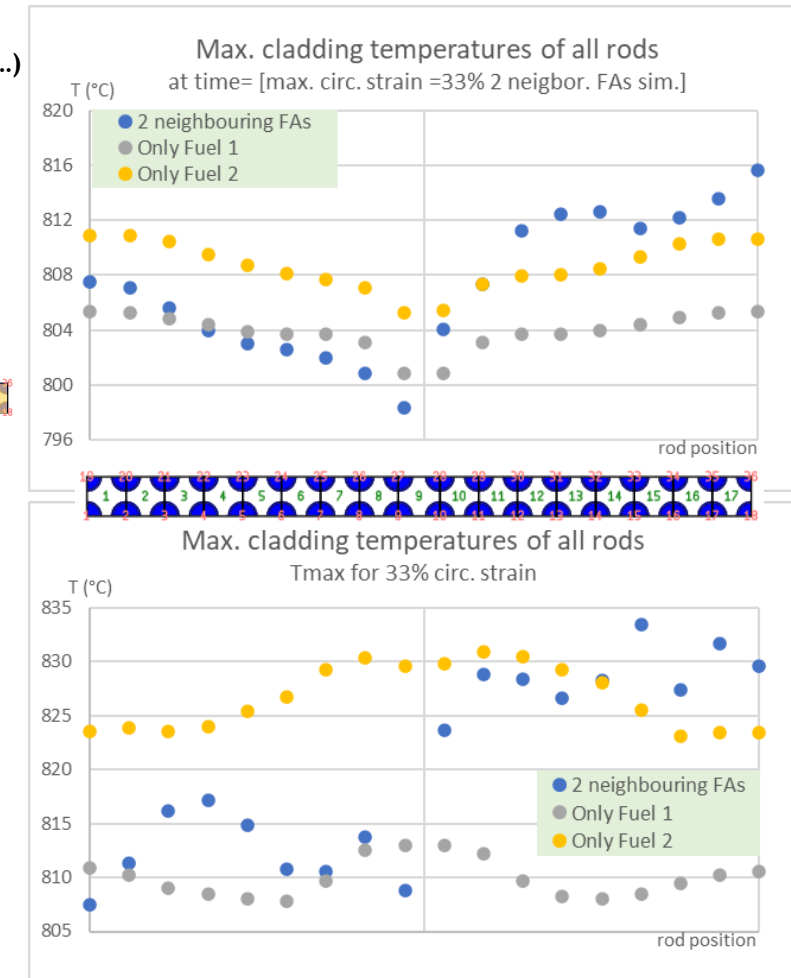 ..)
Max. cladding temperatures of all rods
at time= [max. circ. strain =33% 2 neighbor. FAs sim.]
T (°C)
820
2 neighbouring FAs
Only Fuel 1
Only Fuel 2
816
812
808
804
800
796
rod position
19 20 21 22 23 24 25 26 27 28 29 30 31 32 33 34 35 36
1 2 3 4 5 6 7 8 9 10 11 12 13 14 15 16 17
1 2 3 4 5 6 7 8 9 10 11 12 13 14 15 16 17 18
Max. cladding temperatures of all rods
Tmax for 33% circ. strain
T (°C)
835
830
825
820
2 neighbouring FAs
Only Fuel 1
Only Fuel 2
815
810
805
rod position